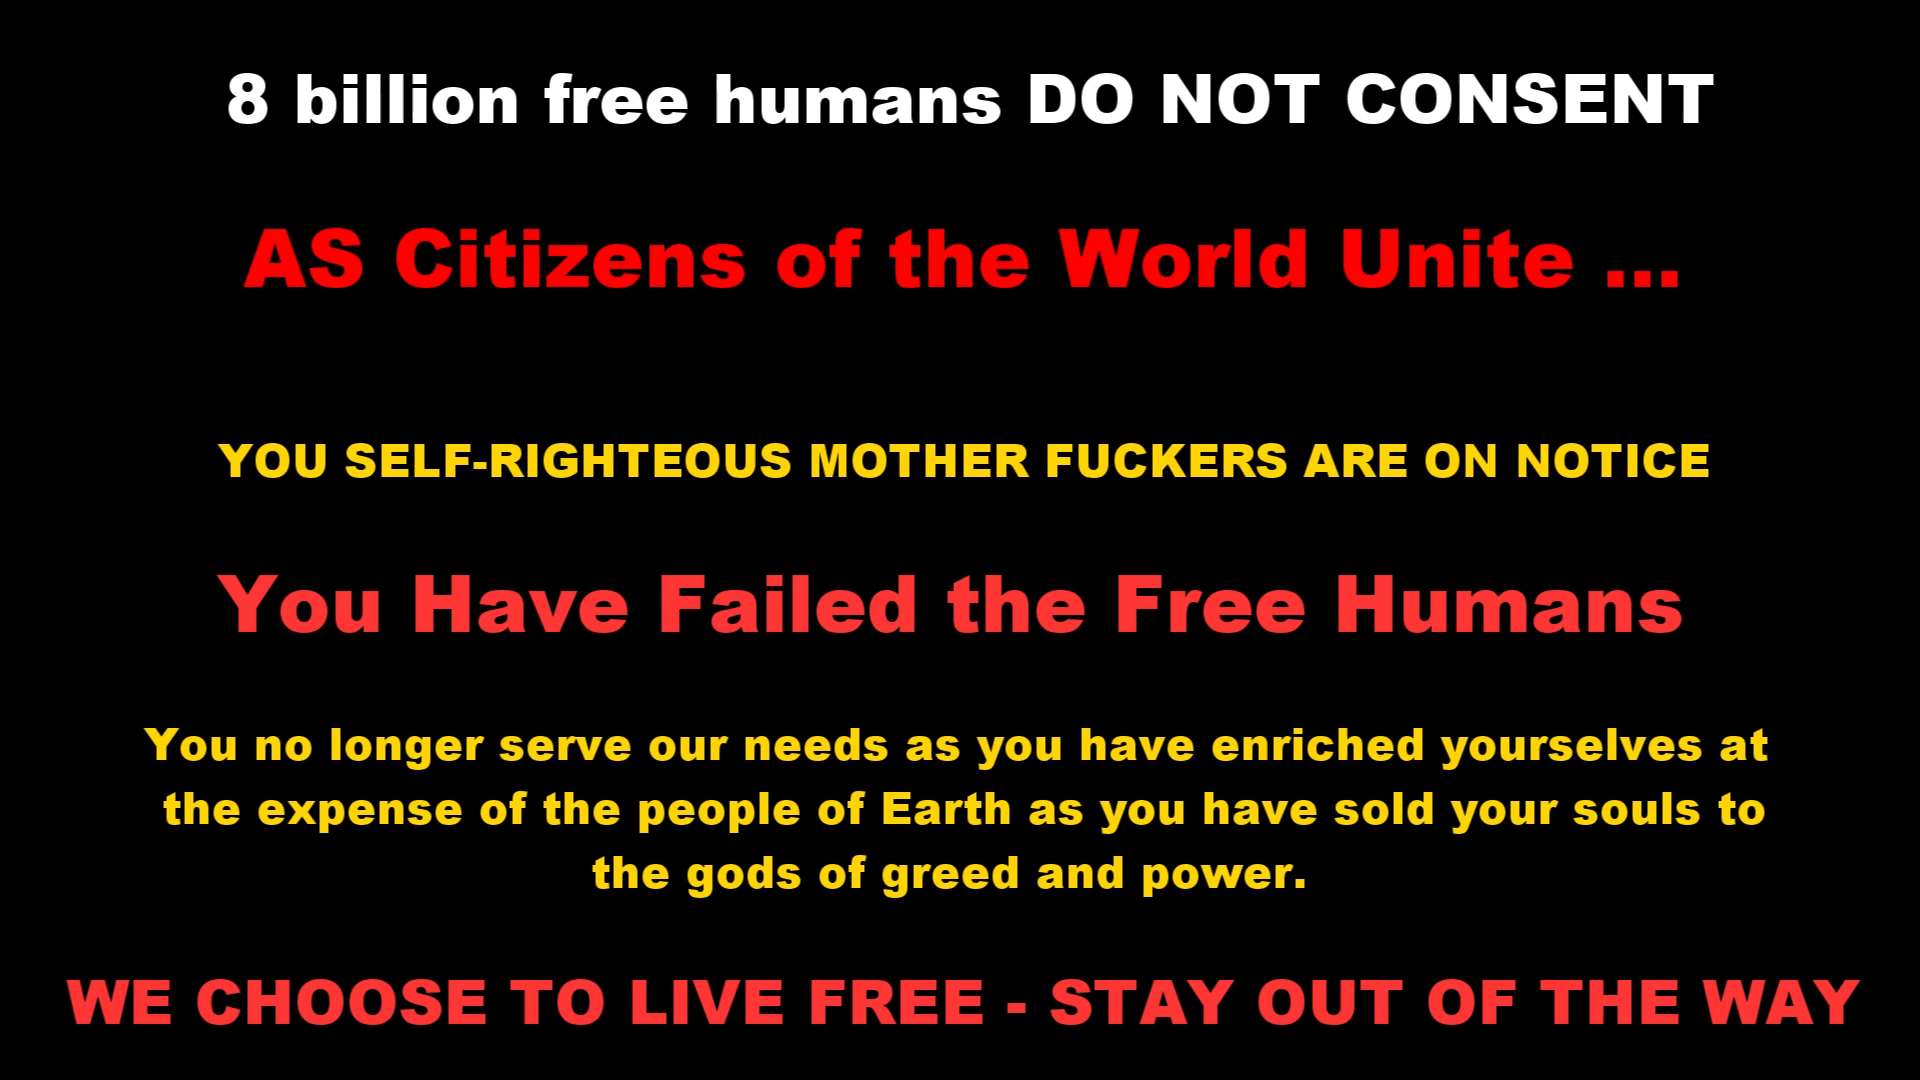 8 billion free humans DO NOT CONSENT
AS Citizens of the World Unite ...
YOU SELF-RIGHTEOUS MOTHER FUCKERS ARE ON NOTICE
You Have Failed the Free Humans
You no longer serve our needs as you have enriched yourselves at
the expense of the people of Earth as you have sold your souls to
the gods of greed and power.
WE CHOOSE TO LIVE FREE - STAY OUT OF THE WAY